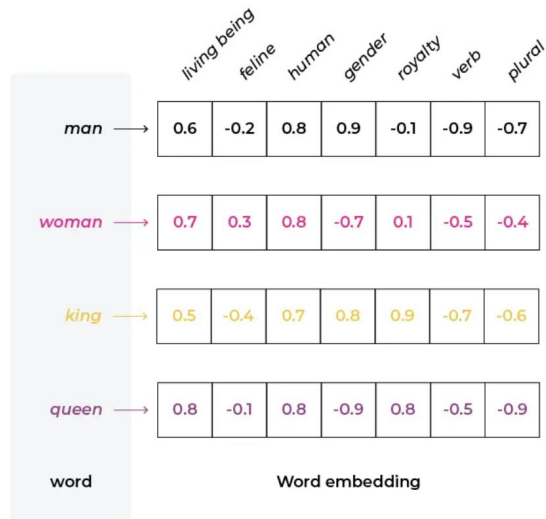 living being feline human gender royalty verb plural
man 0.6 -0.2 0.8 0.9 -0.1 -0.9 -0.7
woman 0.7 0.3 0.8 -0.7 0.1 -0.5 -0.4
king 0.5 -0.4 0.7 0.8 0.9 -0.7 -0.6
queen 0.8 -0.1 0.8 -0.9 0.8 -0.5 -0.9
word Word embedding